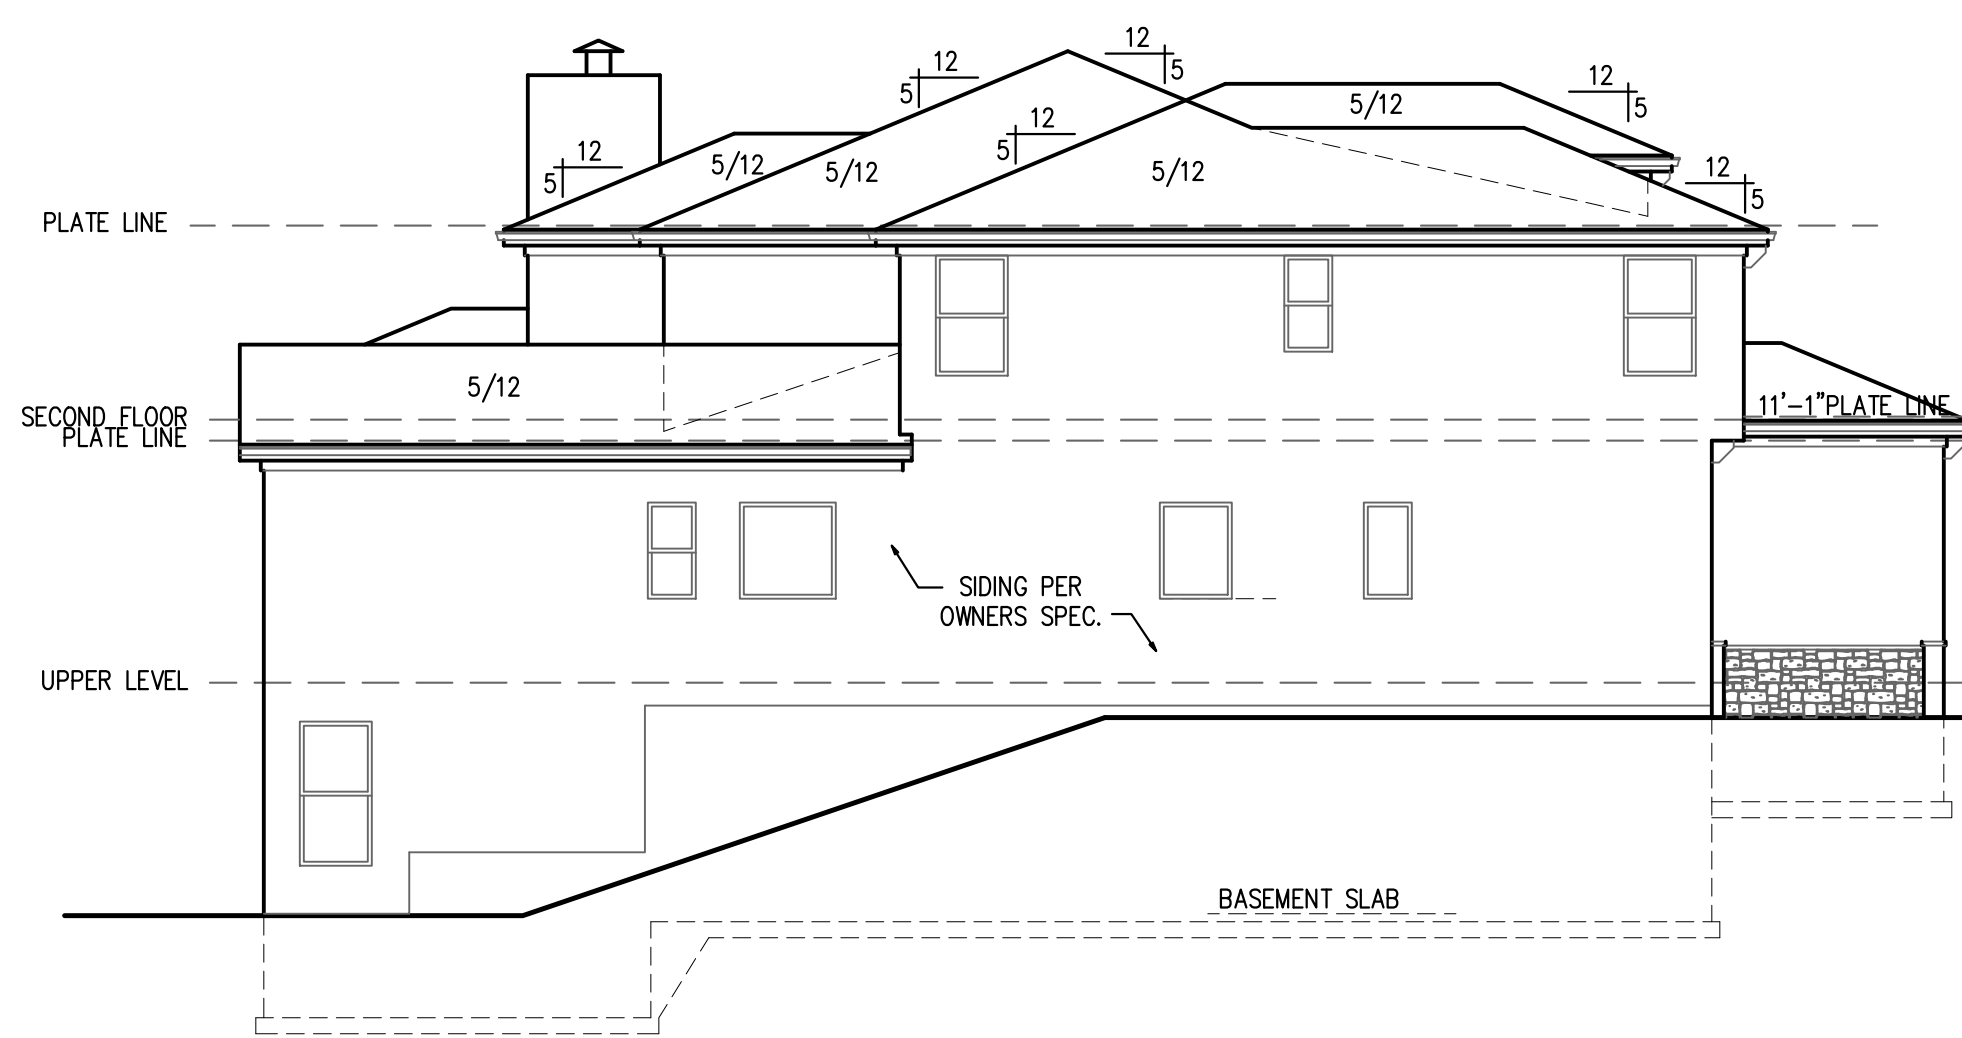 12
5
12
5
12
5
5/12
12
5
12
5
5/12
5/12
5/12
12
5
PLATE LINE
5/12
SECOND FLOOR
PLATE LINE
11'-1"PLATE LINE
SIDING PER
OWNERS SPEC.
UPPER LEVEL
BASEMENT SLAB